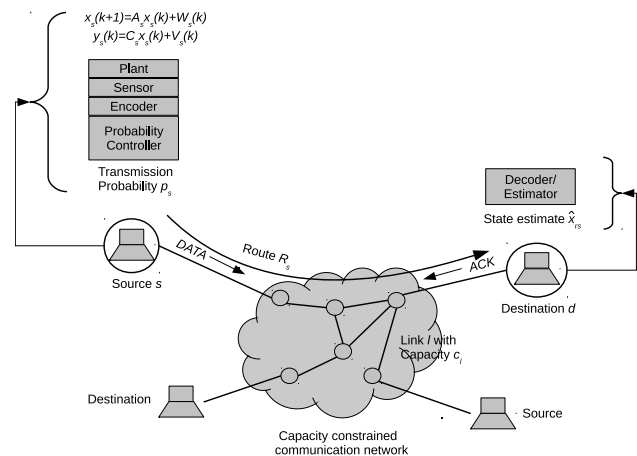 x_s(k+1)=A_s x_s(k)+W_s(k)
y_s(k)=C_s x_s(k)+V_s(k)
Plant
Sensor
Encoder
Probability
Controller
Transmission
Probability p_s
Decoder/
Estimator
State estimate x̂_rs
DATA
Route R_s
ACK
Source s
Destination d
Link l with
Capacity c_l
Destination
Source
Capacity constrained
communication network